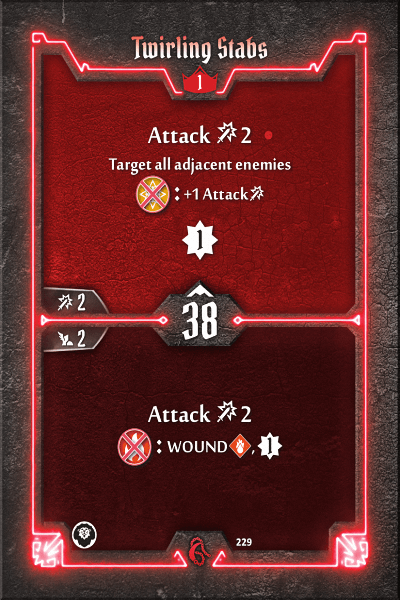 Twirling Stabs
1
Attack 2
Target all adjacent enemies
: +1 Attack
1
2
38
2
Attack 2
: WOUND , 1
229